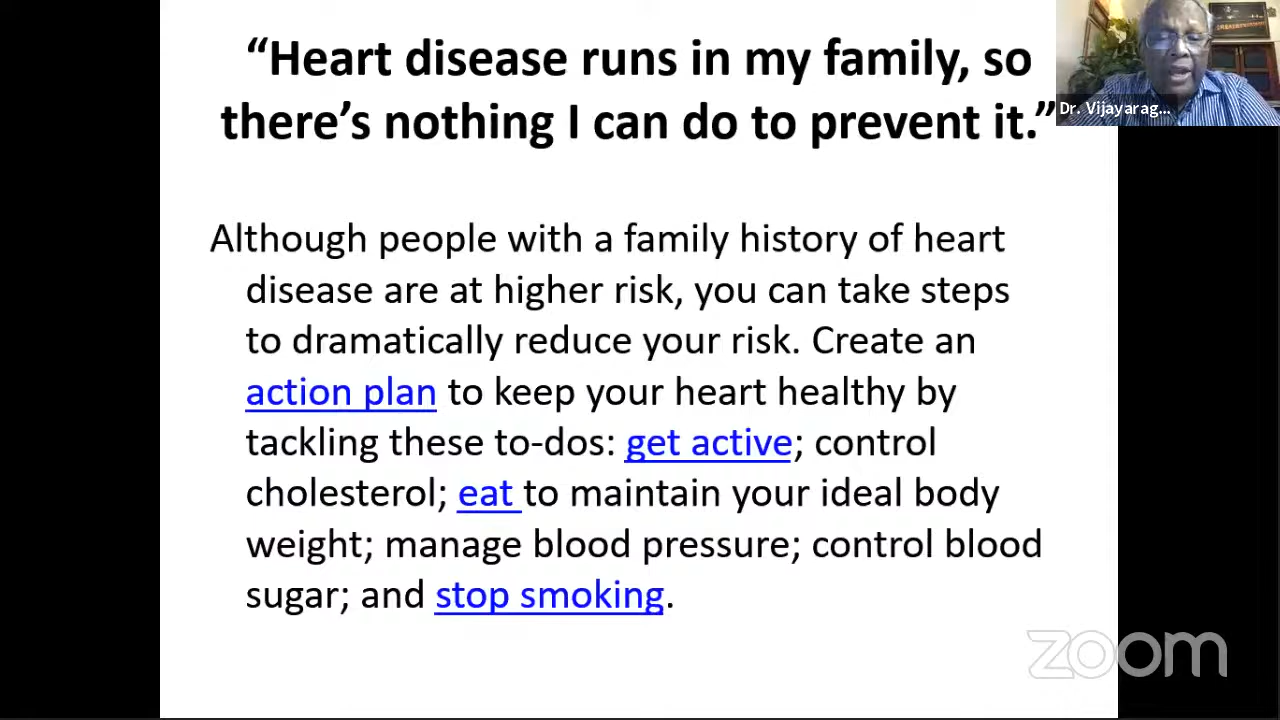 “Heart disease runs in my family, so
there’s nothing I can do to prevent it.”
Dr. Vijayarag...
Although people with a family history of heart
disease are at higher risk, you can take steps
to dramatically reduce your risk. Create an
action plan to keep your heart healthy by
tackling these to-dos: get active; control
cholesterol; eat to maintain your ideal body
weight; manage blood pressure; control blood
sugar; and stop smoking.
zoom